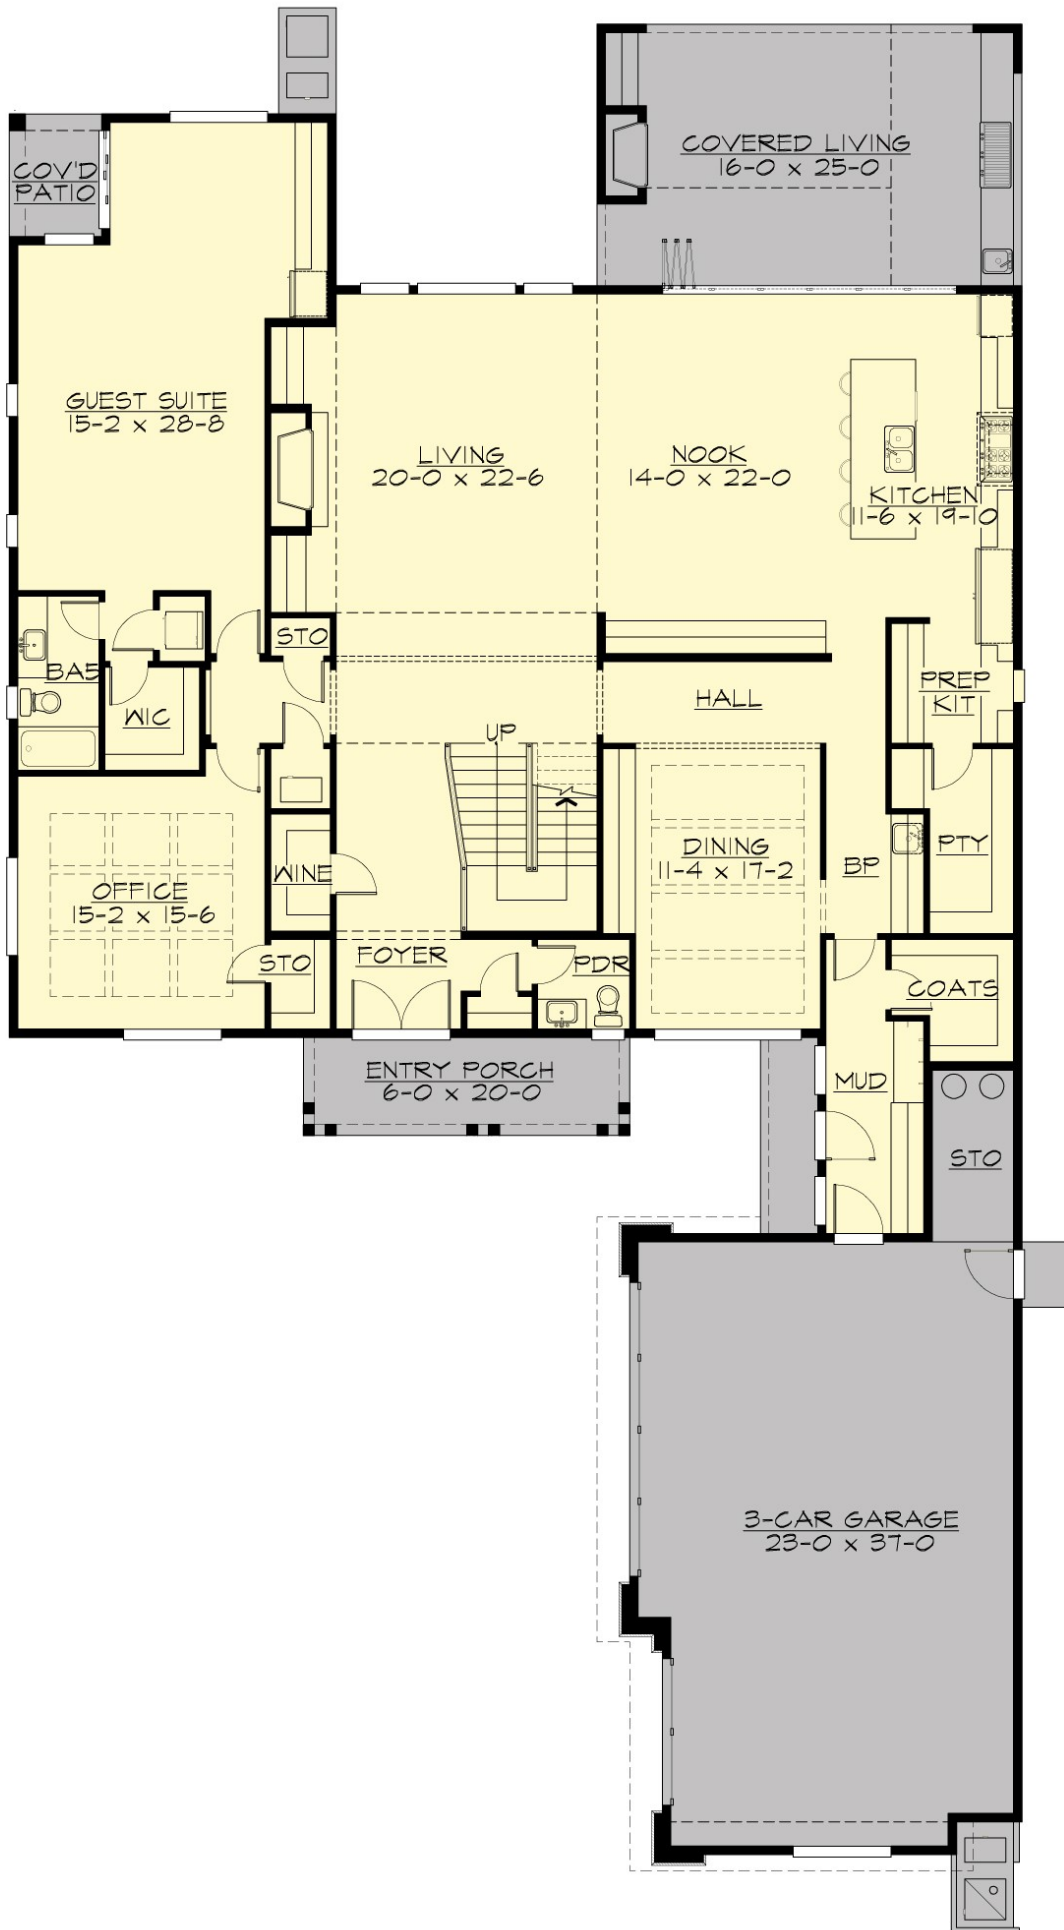 COVERED LIVING
16-0 x 25-0
COV'D
PATIO
GUEST SUITE
15-2 x 28-8
LIVING
20-0 x 22-6
NOOK
14-0 x 22-0
KITCHEN
11-6 x 19-10
STO
BA5
WIC
HALL
PREP
KIT
UP
DINING
11-4 x 17-2
BP
PTY
WINE
OFFICE
15-2 x 15-6
STO
FOYER
PDR
COATS
ENTRY PORCH
6-0 x 20-0
MUD
STO
3-CAR GARAGE
23-0 x 37-0